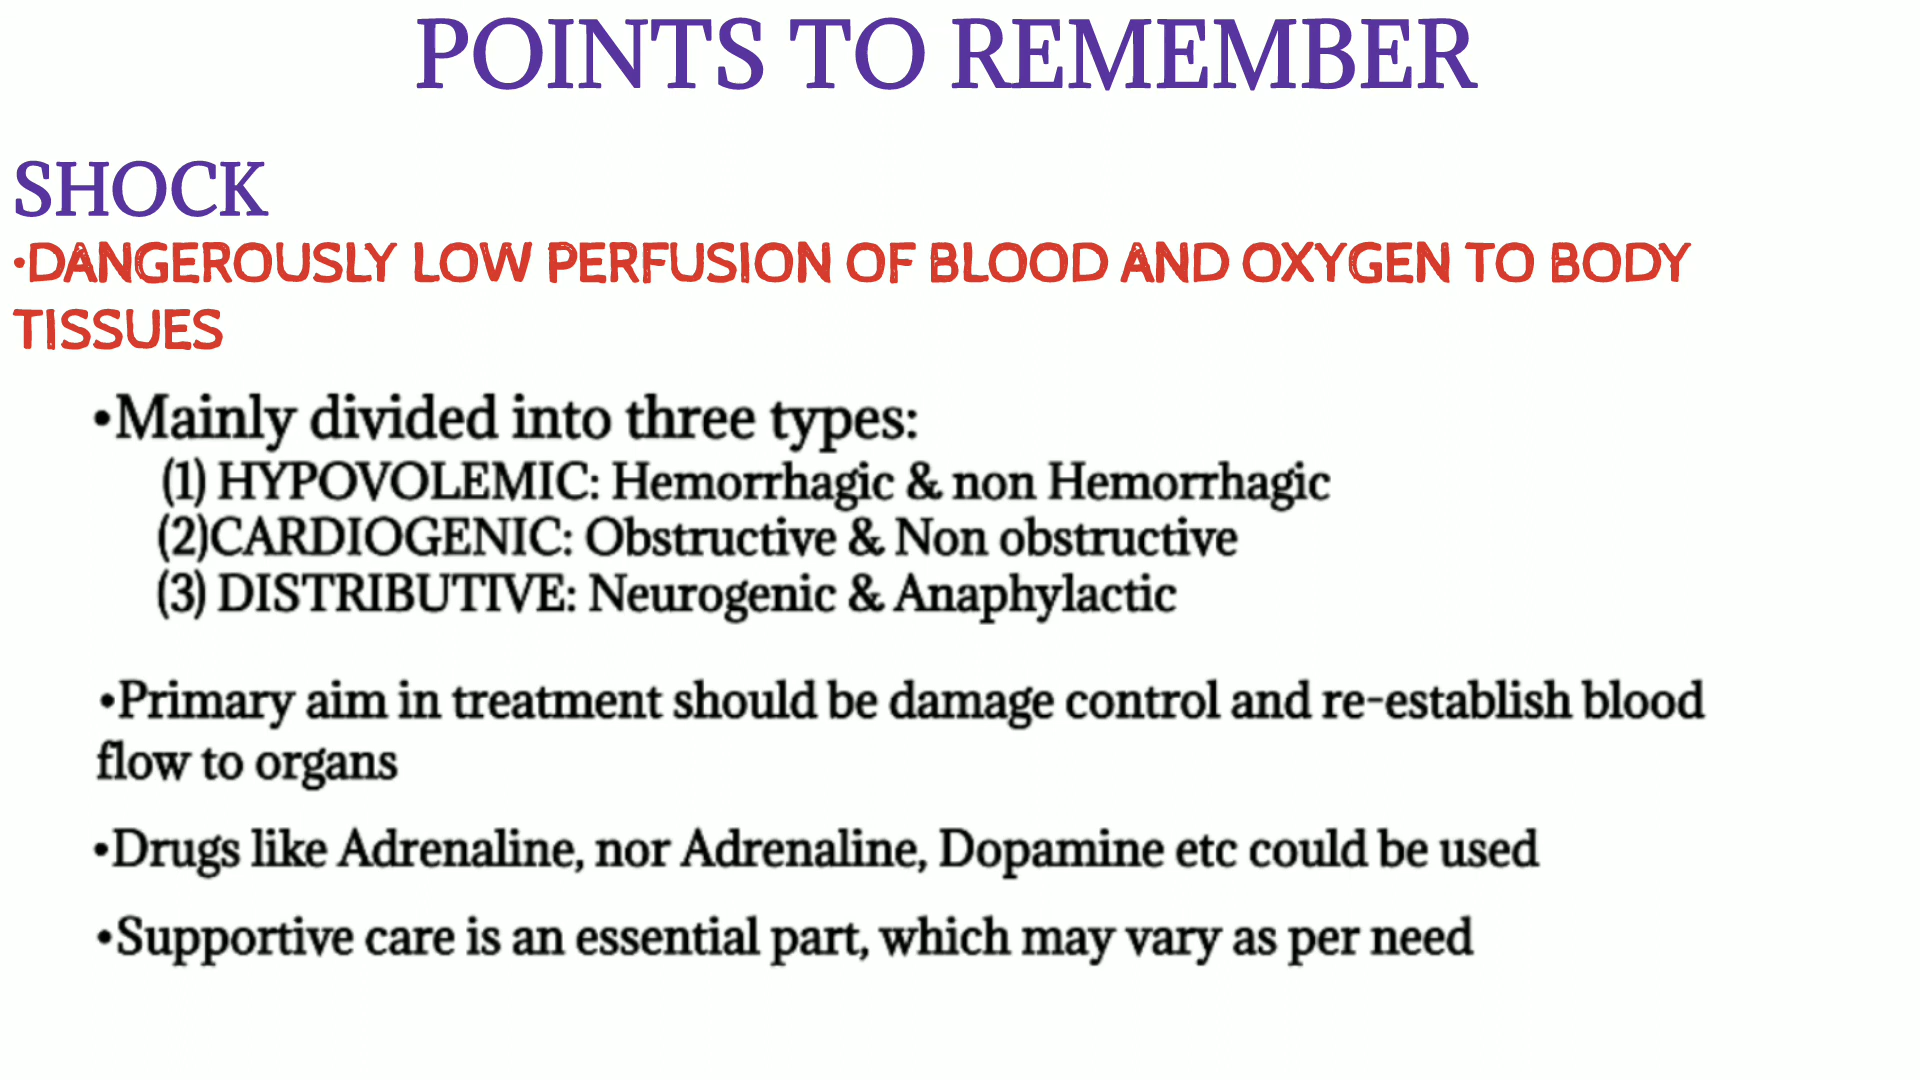 POINTS TO REMEMBER
SHOCK
•DANGEROUSLY LOW PERFUSION OF BLOOD AND OXYGEN TO BODY
TISSUES
•Mainly divided into three types:
(1) HYPOVOLEMIC: Hemorrhagic & non Hemorrhagic
(2)CARDIOGENIC: Obstructive & Non obstructive
(3) DISTRIBUTIVE: Neurogenic & Anaphylactic
•Primary aim in treatment should be damage control and re-establish blood
flow to organs
•Drugs like Adrenaline, nor Adrenaline, Dopamine etc could be used
•Supportive care is an essential part, which may vary as per need